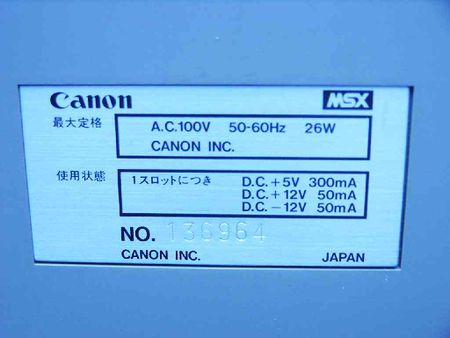 Canon MSX
最大定格 A.C.100V 50-60Hz 26W
CANON INC.
使用状態 1スロットにつき D.C.+5V 300mA
D.C.+12V 50mA
D.C.−12V 50mA
NO. 136964
CANON INC. JAPAN